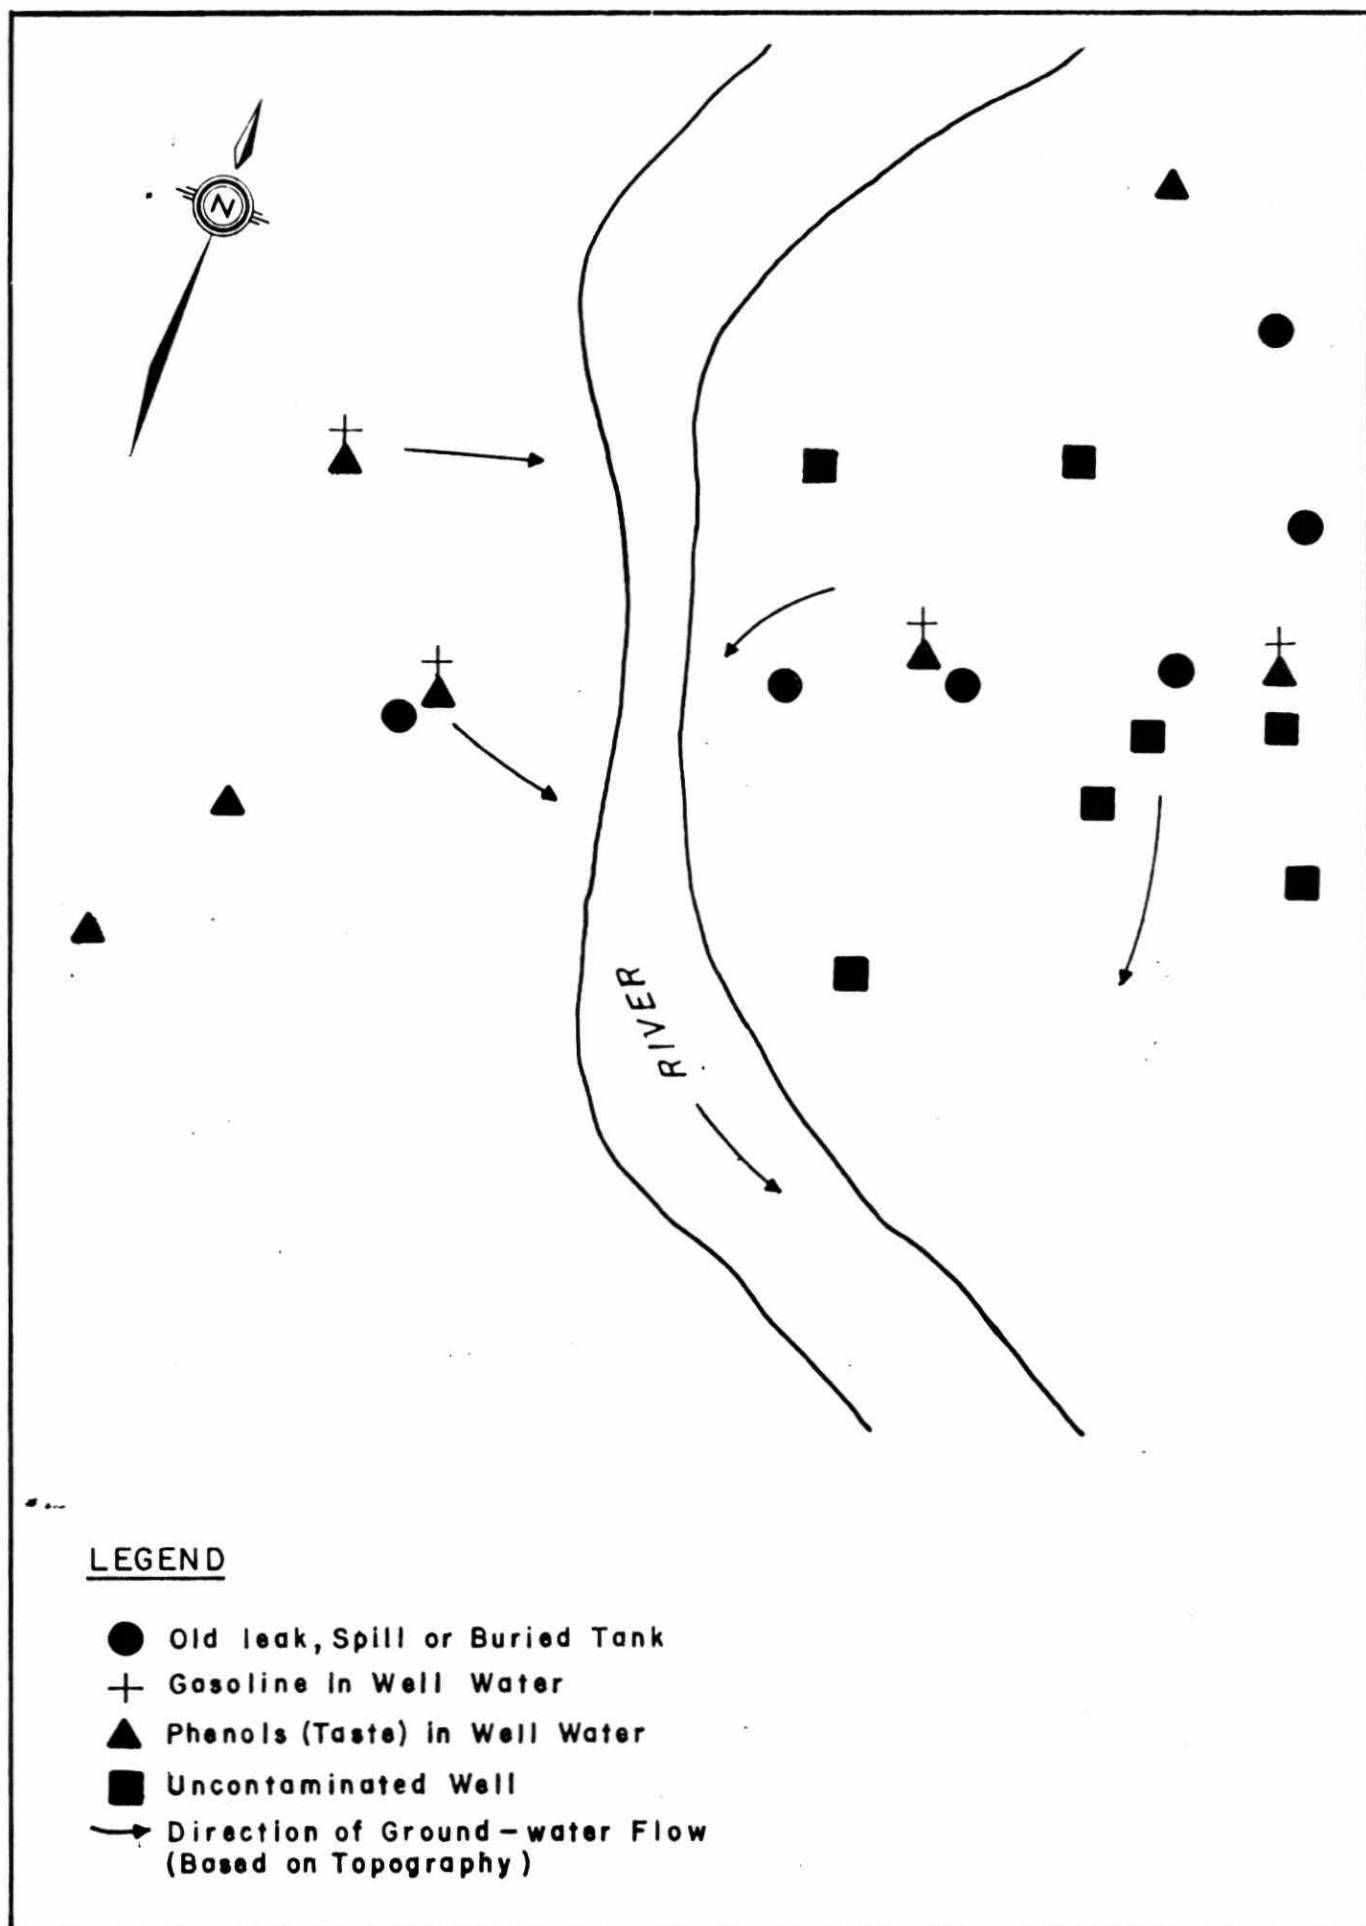 N
RIVER
LEGEND
Old leak, Spill or Buried Tank
Gasoline in Well Water
Phenols (Taste) in Well Water
Uncontaminated Well
Direction of Ground-water Flow
(Based on Topography)